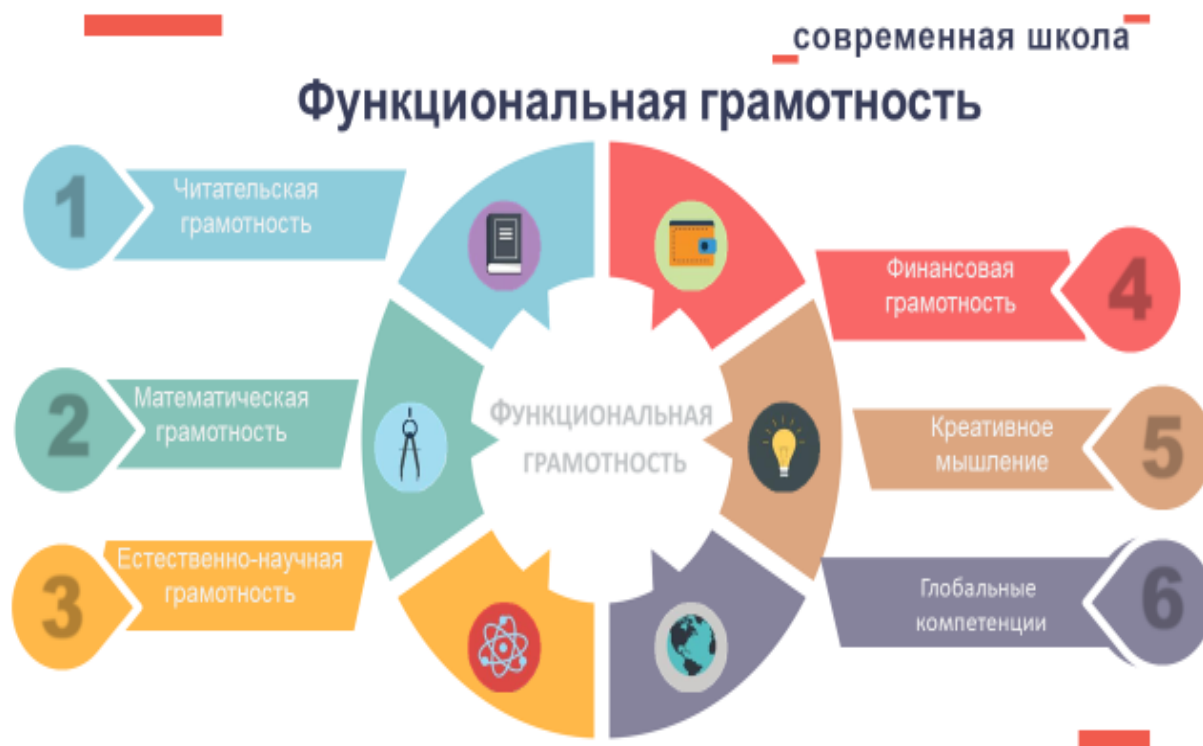 современная школа
Функциональная грамотность
1
Читательская
грамотность
2
Математическая
грамотность
3
Естественно-научная
грамотность
ФУНКЦИОНАЛЬНАЯ
ГРАМОТНОСТЬ
Финансовая
грамотность
4
Креативное
мышление
5
Глобальные
компетенции
6